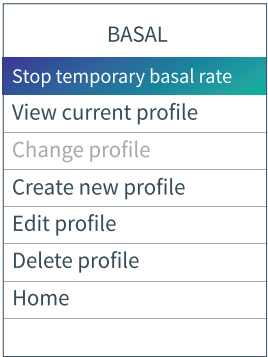 BASAL
Stop temporary basal rate
View current profile
Change profile
Create new profile
Edit profile
Delete profile
Home